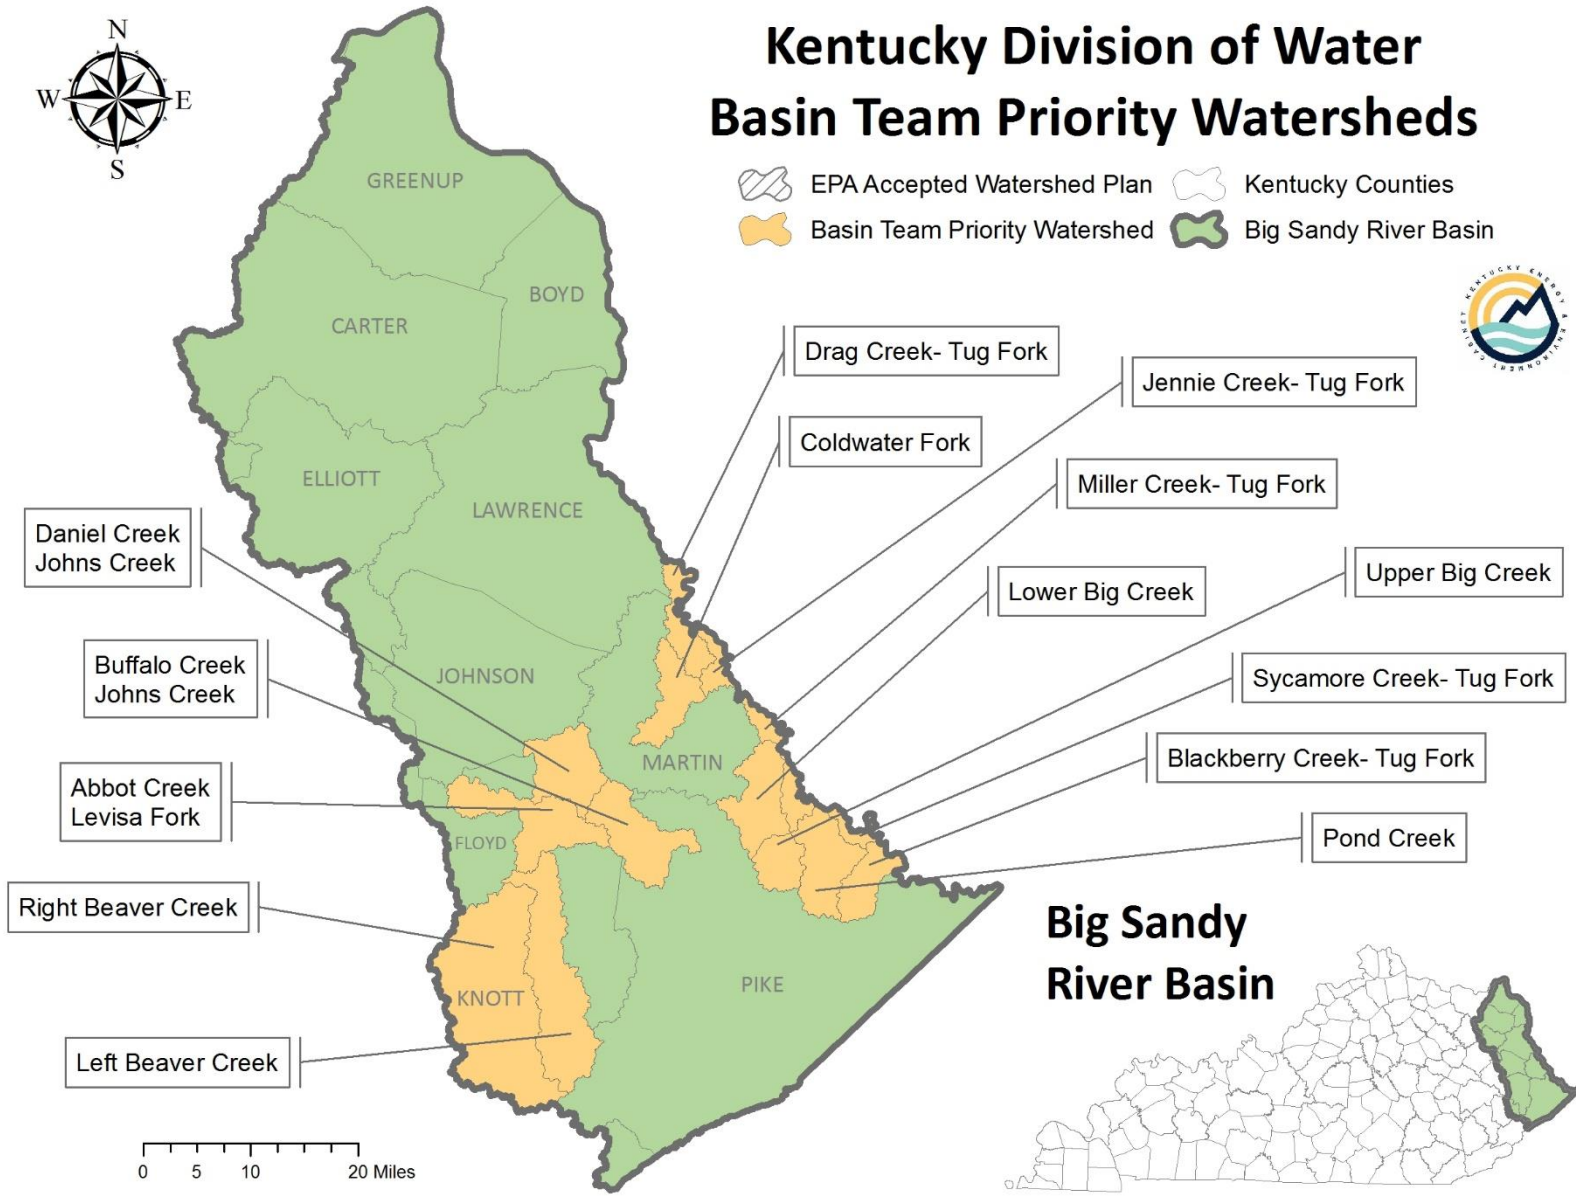 Kentucky Division of Water
Basin Team Priority Watersheds
EPA Accepted Watershed Plan
Kentucky Counties
Basin Team Priority Watershed
Big Sandy River Basin
N
W
E
S
KENTUCKY ENERGY & ENVIRONMENT CABINET
GREENUP
BOYD
CARTER
ELLIOTT
LAWRENCE
JOHNSON
MARTIN
FLOYD
KNOTT
PIKE
Drag Creek- Tug Fork
Jennie Creek- Tug Fork
Coldwater Fork
Miller Creek- Tug Fork
Upper Big Creek
Lower Big Creek
Sycamore Creek- Tug Fork
Blackberry Creek- Tug Fork
Pond Creek
Daniel Creek
Johns Creek
Buffalo Creek
Johns Creek
Abbot Creek
Levisa Fork
Right Beaver Creek
Left Beaver Creek
Big Sandy
River Basin
0 5 10 20 Miles